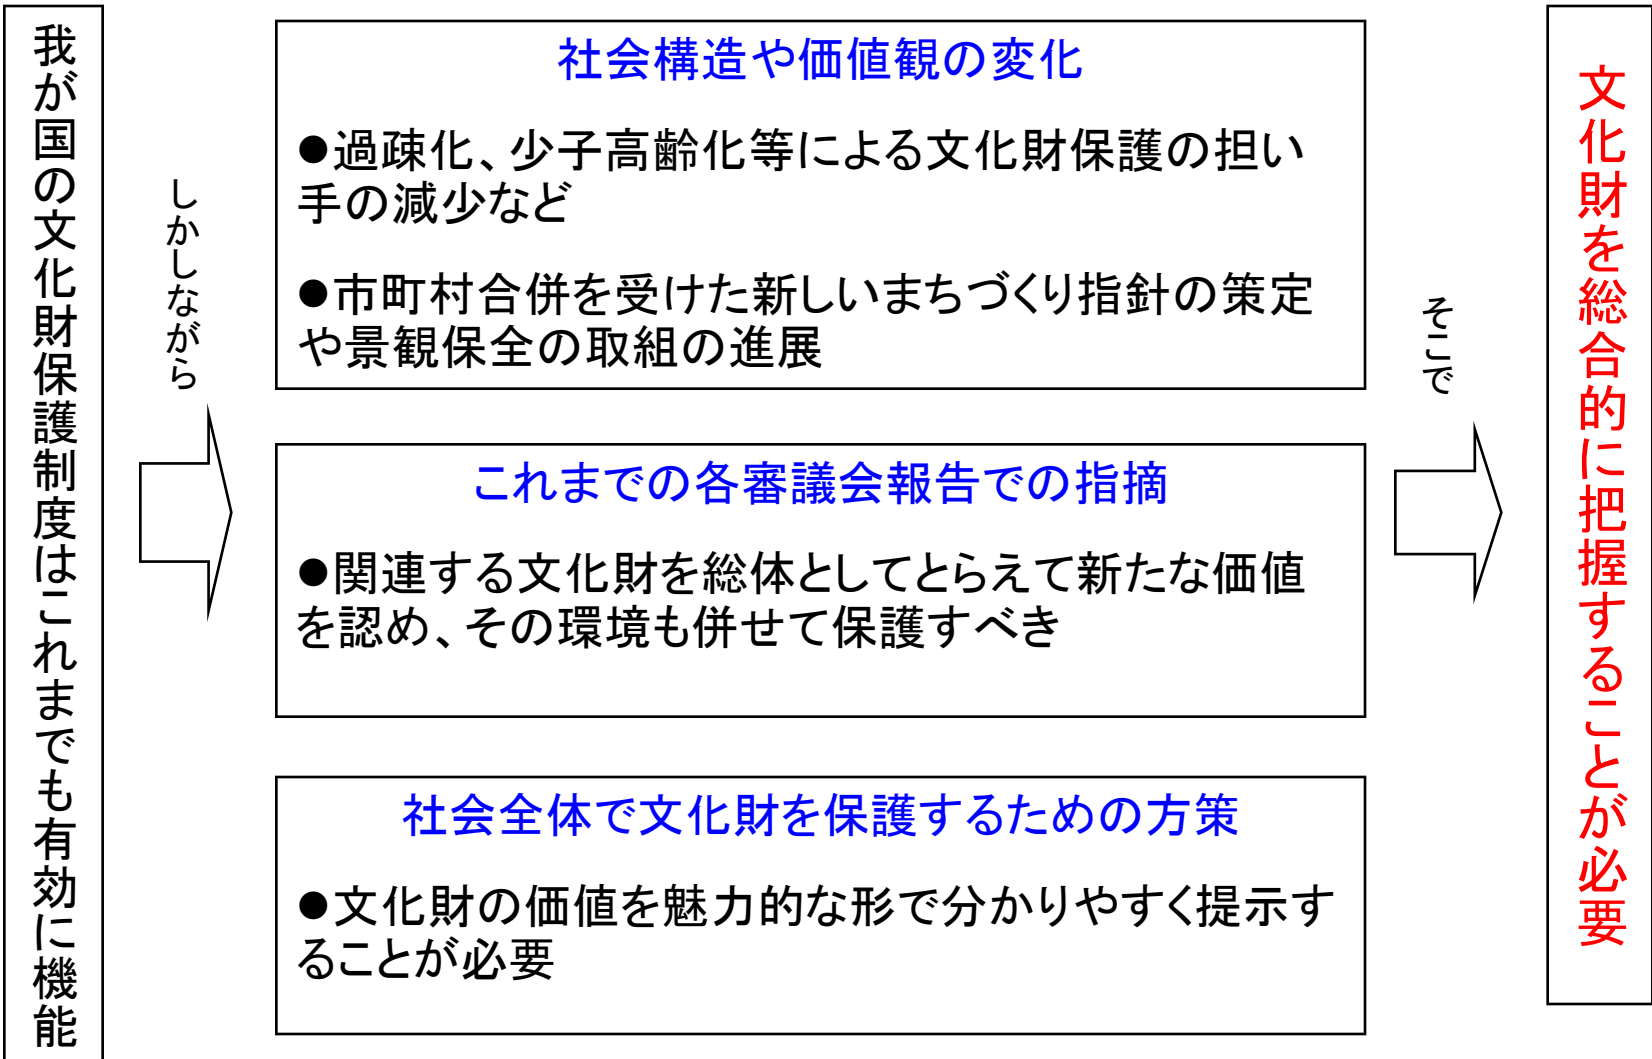 我が国の文化財保護制度はこれまでも有効に機能
しかしながら
社会構造や価値観の変化
●過疎化、少子高齢化等による文化財保護の担い
手の減少など
●市町村合併を受けた新しいまちづくり指針の策定
や景観保全の取組の進展
これまでの各審議会報告での指摘
●関連する文化財を総体としてとらえて新たな価値
を認め、その環境も併せて保護すべき
社会全体で文化財を保護するための方策
●文化財の価値を魅力的な形で分かりやすく提示す
ることが必要
そこで
文化財を総合的に把握することが必要